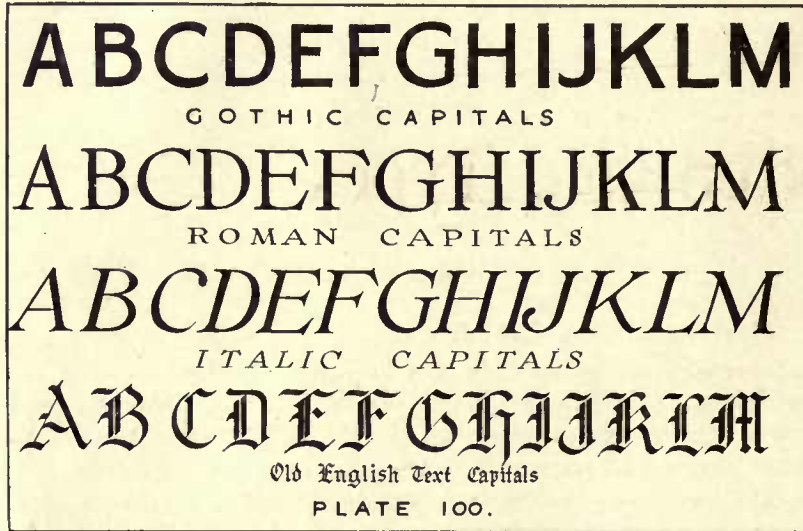 ABCDEFGHIJKLM
GOTHIC CAPITALS
ABCDEFGHIJKLM
ROMAN CAPITALS
ABCDEFGHIJKLM
ITALIC CAPITALS
ABCDEFGHIJKLM
Old English Text Capitals
PLATE 100.